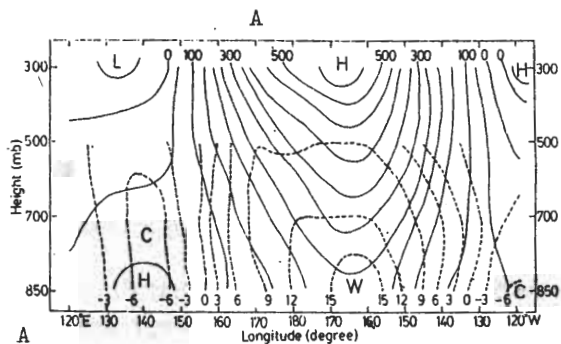 A
L 0 100 300 500 H 500 300 100 0 0 H
300 300
500 500
Height (mb)
700 700
C
H W
-3 -6 -6 -3 0 3 6 9 12 15 15 12 9 6 3 0 -3 -6 C
850 850
120°E 130° 140° 150° 160° 170° 180° 170° 160° 150° 140° 130° 120°W
A Longitude (degree)